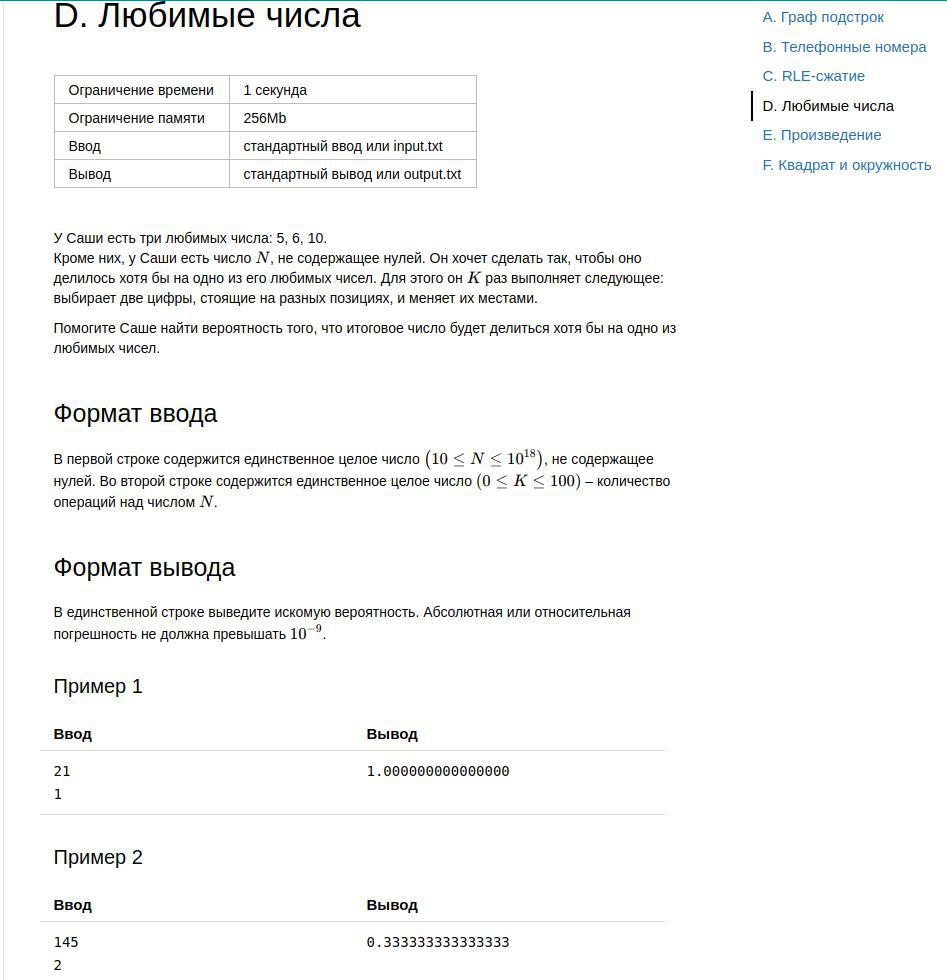 D. Любимые числа
A. Граф подстрок
B. Телефонные номера
C. RLE-сжатие
D. Любимые числа
E. Произведение
F. Квадрат и окружность
Ограничение времени 1 секунда
Ограничение памяти 256Mb
Ввод стандартный ввод или input.txt
Вывод стандартный вывод или output.txt
У Саши есть три любимых числа: 5, 6, 10.
Кроме них, у Саши есть число N, не содержащее нулей. Он хочет сделать так, чтобы оно
делилось хотя бы на одно из его любимых чисел. Для этого он K раз выполняет следующее:
выбирает две цифры, стоящие на разных позициях, и меняет их местами.
Помогите Саше найти вероятность того, что итоговое число будет делиться хотя бы на одно из
любимых чисел.
Формат ввода
В первой строке содержится единственное целое число (10 ≤ N ≤ 10¹⁸), не содержащее
нулей. Во второй строке содержится единственное целое число (0 ≤ K ≤ 100) – количество
операций над числом N.
Формат вывода
В единственной строке выведите искомую вероятность. Абсолютная или относительная
погрешность не должна превышать 10⁻⁹.
Пример 1
Ввод Вывод
21 1.000000000000000
1
Пример 2
Ввод Вывод
145 0.333333333333333
2